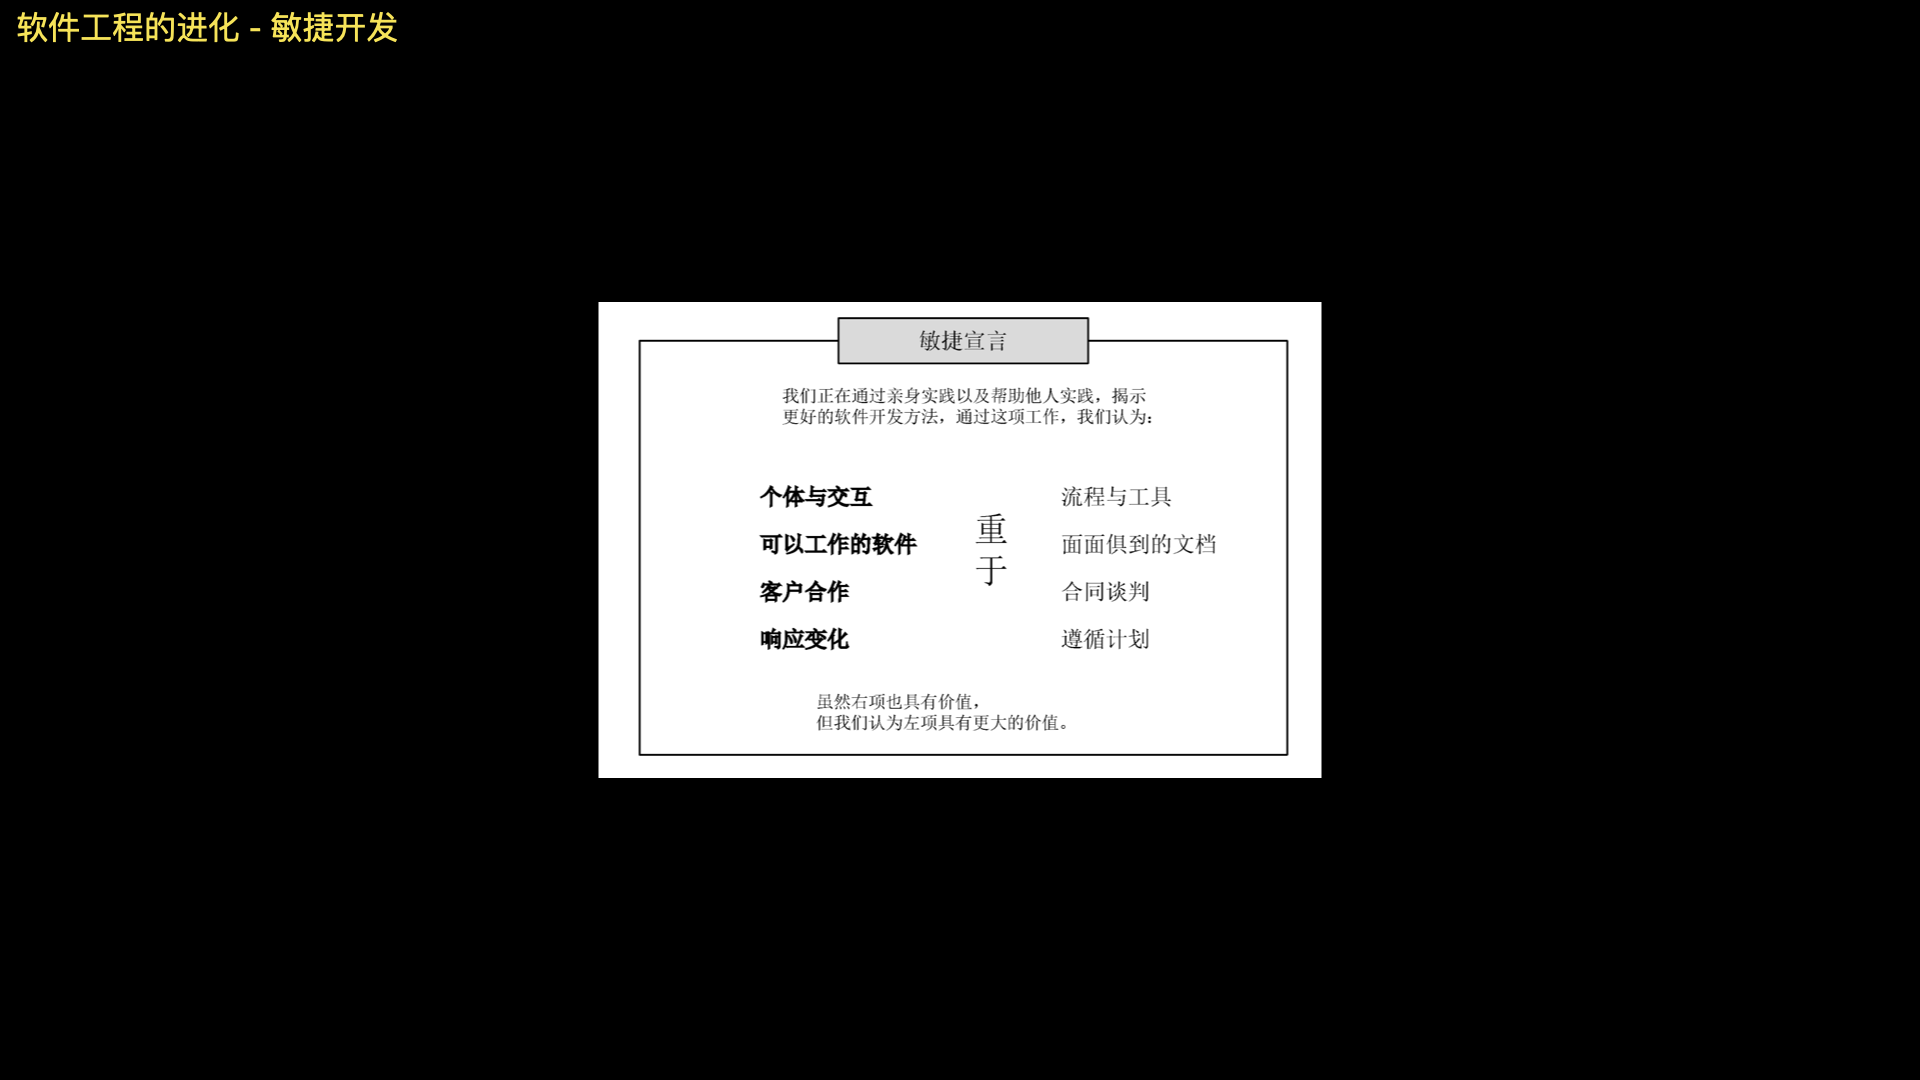 软件工程的进化 - 敏捷开发
敏捷宣言
我们正在通过亲身实践以及帮助他人实践，揭示
更好的软件开发方法，通过这项工作，我们认为：
个体与交互 重于 流程与工具
可以工作的软件 面面俱到的文档
客户合作 合同谈判
响应变化 遵循计划
虽然右项也具有价值，
但我们认为左项具有更大的价值。